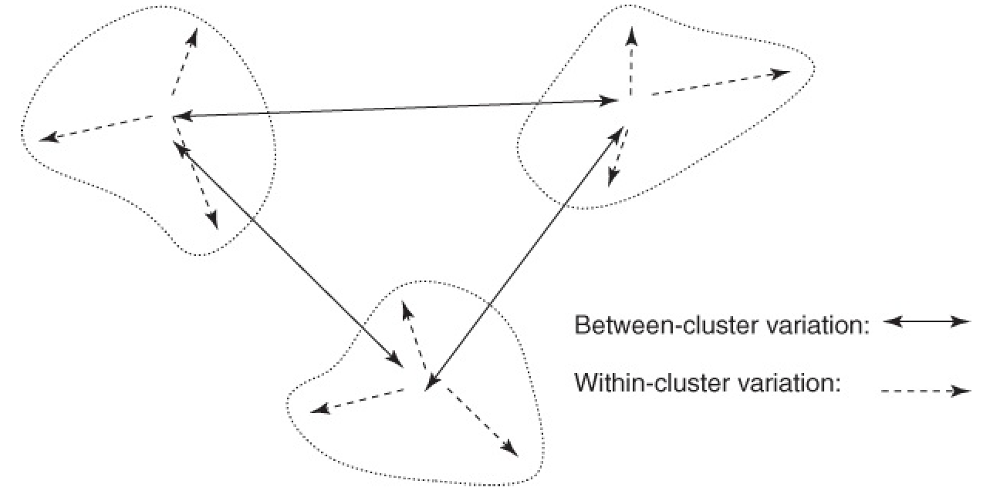 Between-cluster variation:
Within-cluster variation: